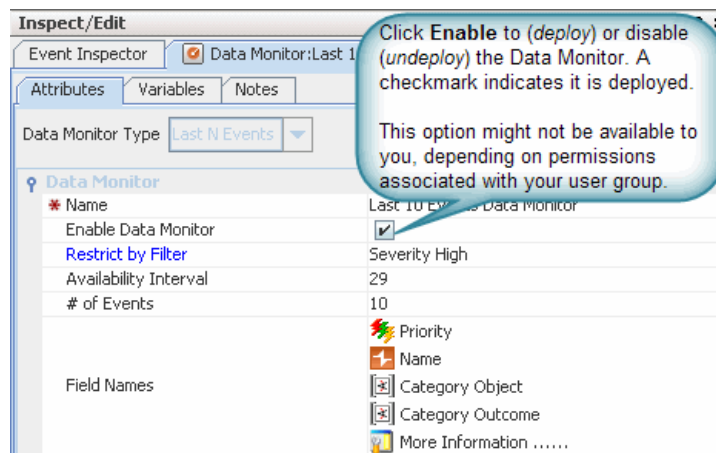 Inspect/Edit
Event Inspector
Data Monitor:Last 1
Click Enable to (deploy) or disable
(undeploy) the Data Monitor. A
checkmark indicates it is deployed.
This option might not be available to
you, depending on permissions
associated with your user group.
Attributes
Variables
Notes
Data Monitor Type
Last N Events
Data Monitor
* Name
Last 10 Events Data Monitor
Enable Data Monitor
Restrict by Filter
Severity High
Availability Interval
29
# of Events
10
Field Names
Priority
Name
Category Object
Category Outcome
More Information ......